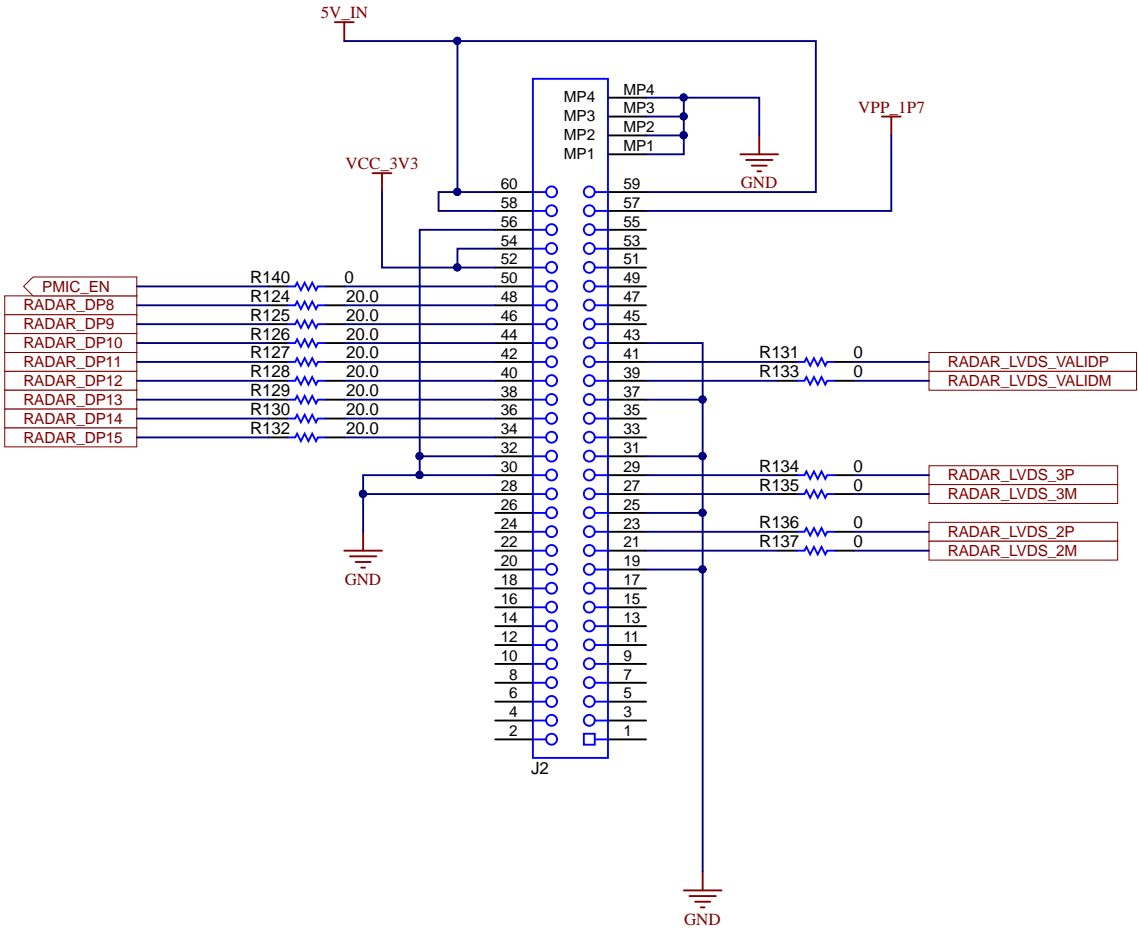 5V_IN
MP4 MP4
MP3 MP3
MP2 MP2
MP1 MP1
VPP_1P7
GND
VCC_3V3
60 59
58 57
56 55
54 53
52 51
PMIC_EN R140 0 50 49
RADAR_DP8 R124 20.0 48 47
RADAR_DP9 R125 20.0 46 45
RADAR_DP10 R126 20.0 44 43
RADAR_DP11 R127 20.0 42 41 R131 0 RADAR_LVDS_VALIDP
RADAR_DP12 R128 20.0 40 39 R133 0 RADAR_LVDS_VALIDM
RADAR_DP13 R129 20.0 38 37
RADAR_DP14 R130 20.0 36 35
RADAR_DP15 R132 20.0 34 33
32 31
30 29 R134 0 RADAR_LVDS_3P
28 27 R135 0 RADAR_LVDS_3M
26 25
24 23 R136 0 RADAR_LVDS_2P
22 21 R137 0 RADAR_LVDS_2M
20 19
GND
18 17
16 15
14 13
12 11
10 9
8 7
6 5
4 3
2 1
J2
GND